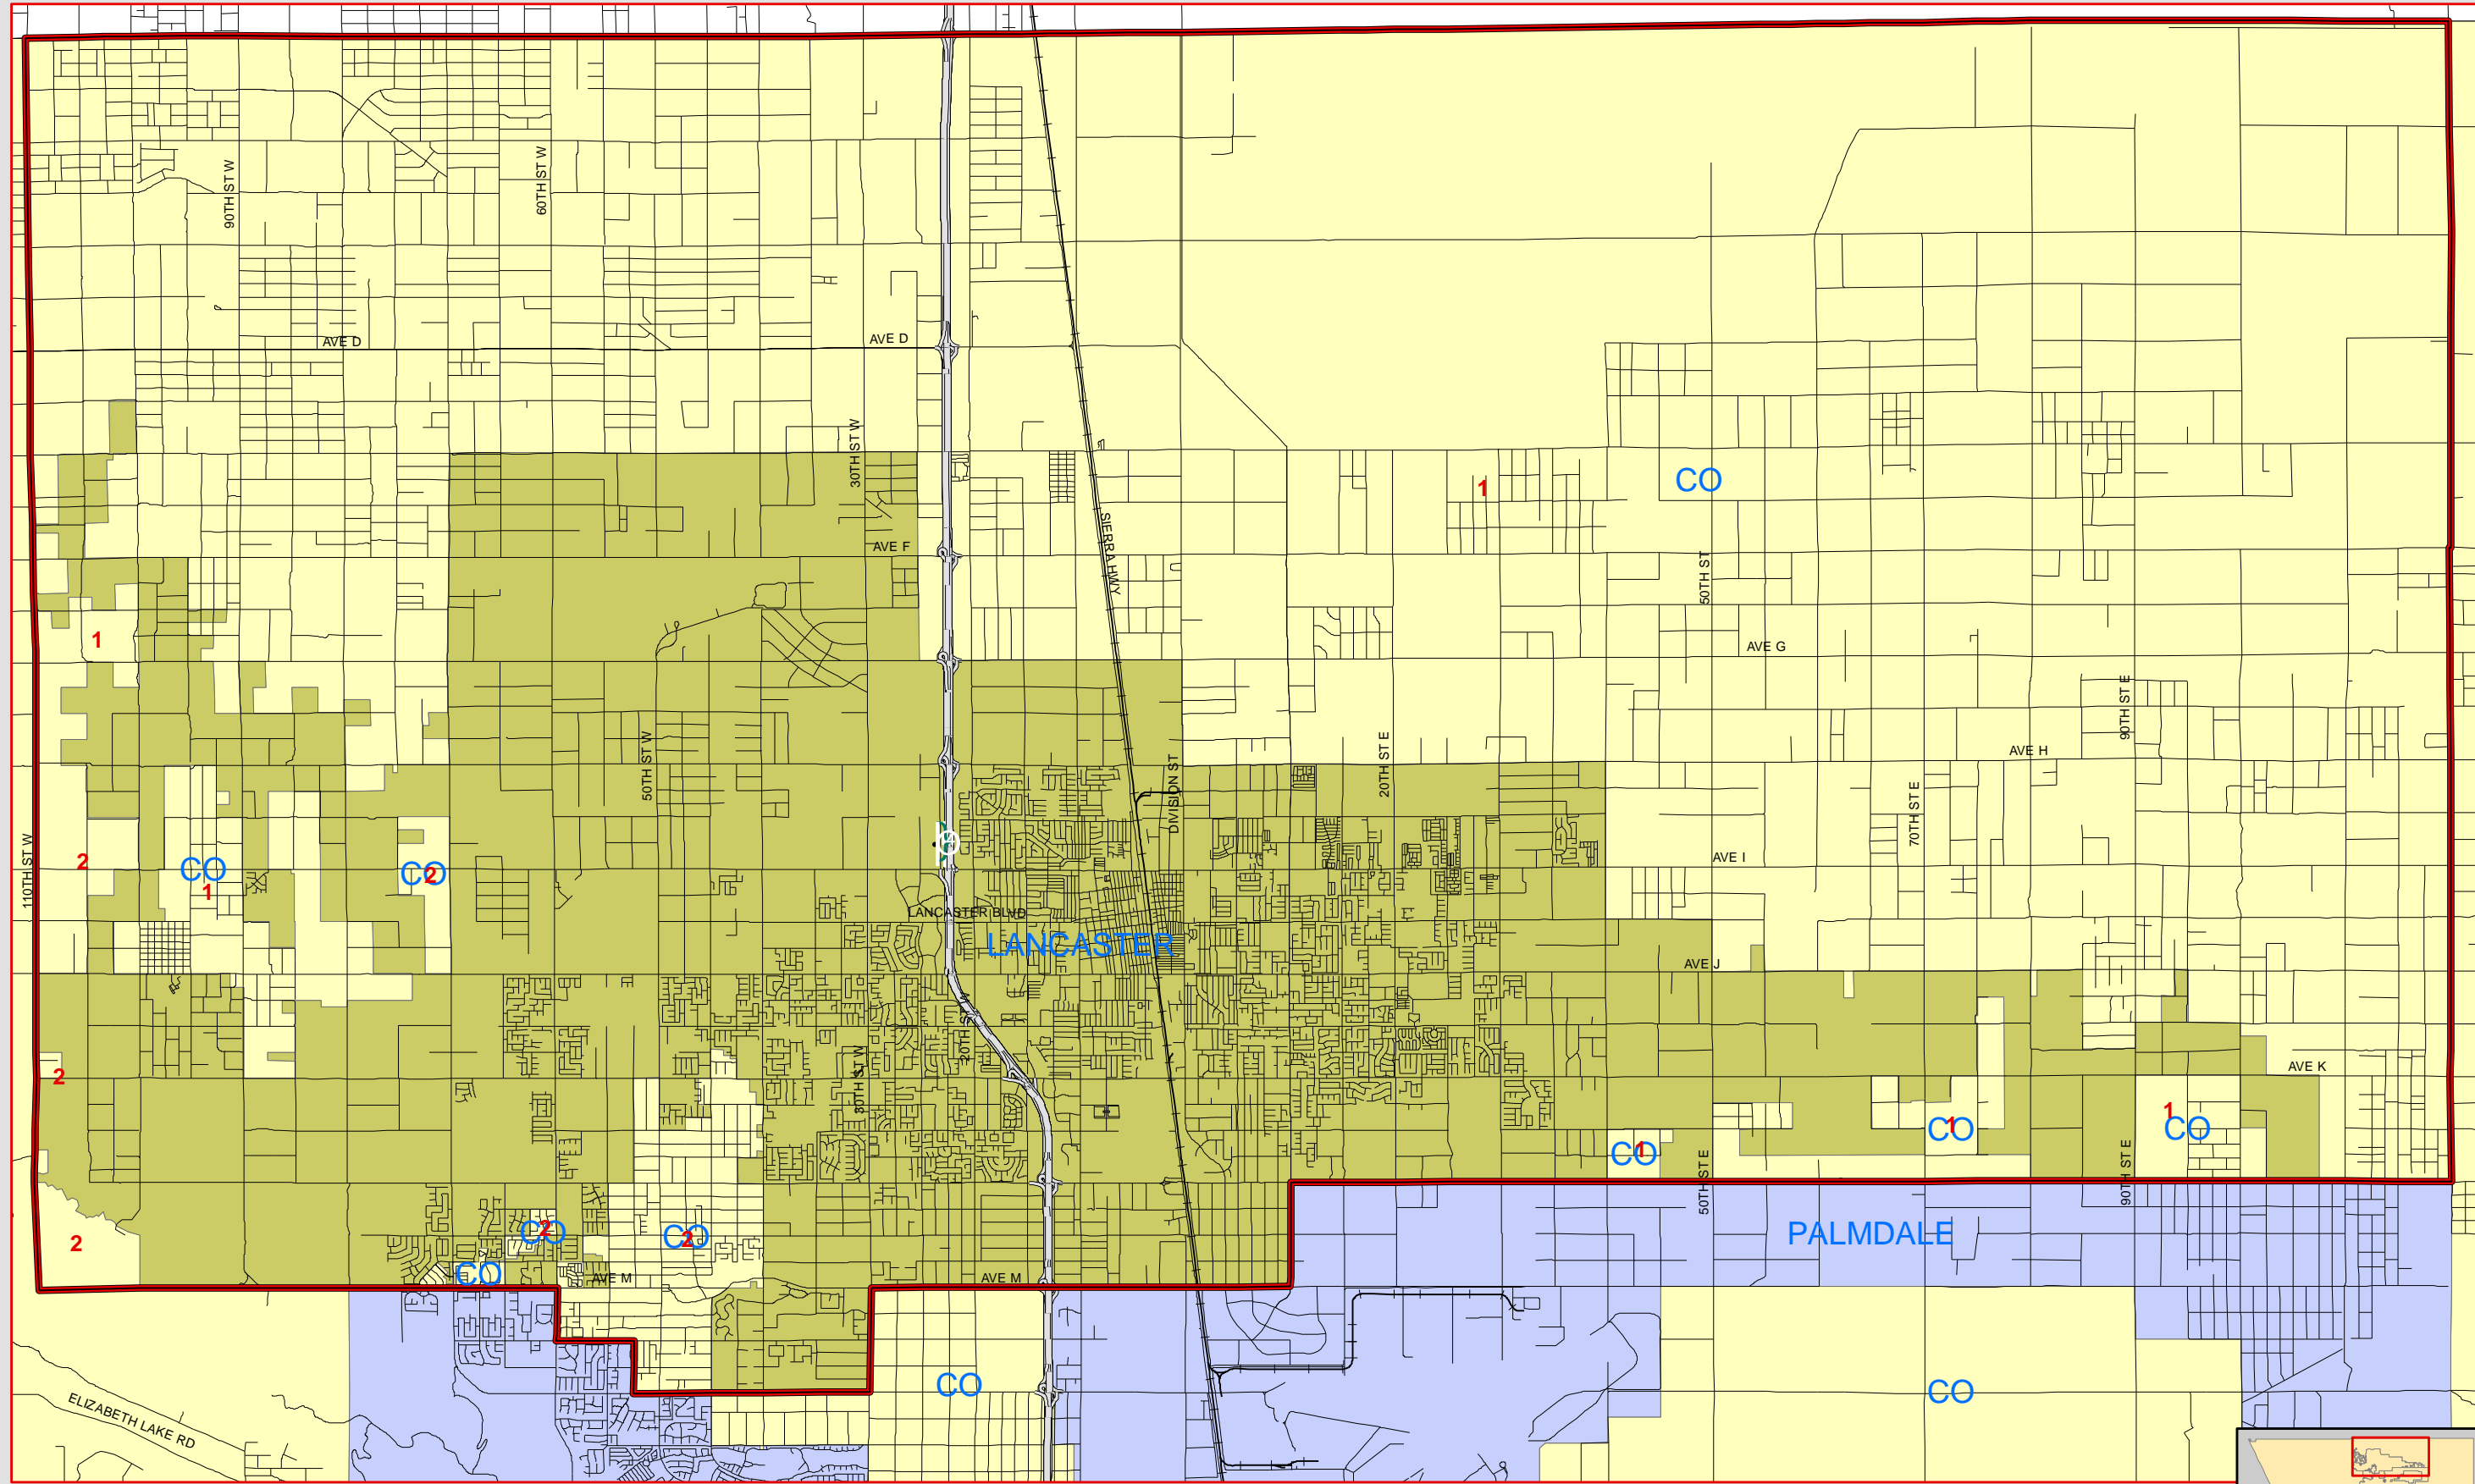 90TH ST W
60TH ST W
AVE D
AVE D
30TH ST W
1
CO
SIERRA HWY
AVE F
50TH ST
1
AVE G
50TH ST W
20TH ST E
DIVISION ST
90TH ST E
AVE H
70TH ST E
110TH ST W
2
CO
1
CO
2
AVE I
LANCASTER BLVD
LANCASTER
AVE J
20TH ST W
30TH ST W
2
AVE K
CO
1
CO
1
1
CO
50TH ST E
90TH ST E
2
CO
2
CO
2
PALMDALE
CO
AVE M
AVE M
CO
CO
ELIZABETH LAKE RD